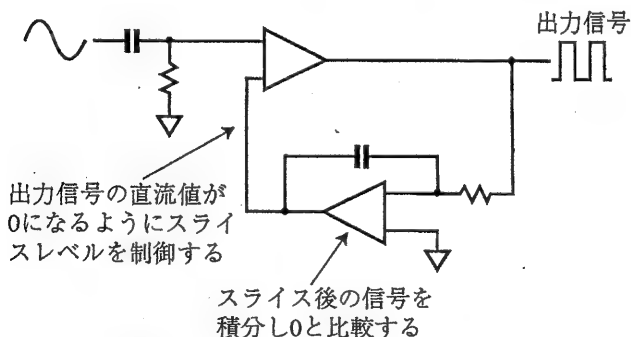 出力信号
出力信号の直流値が
0になるようにスライ
スレベルを制御する
スライス後の信号を
積分し0と比較する